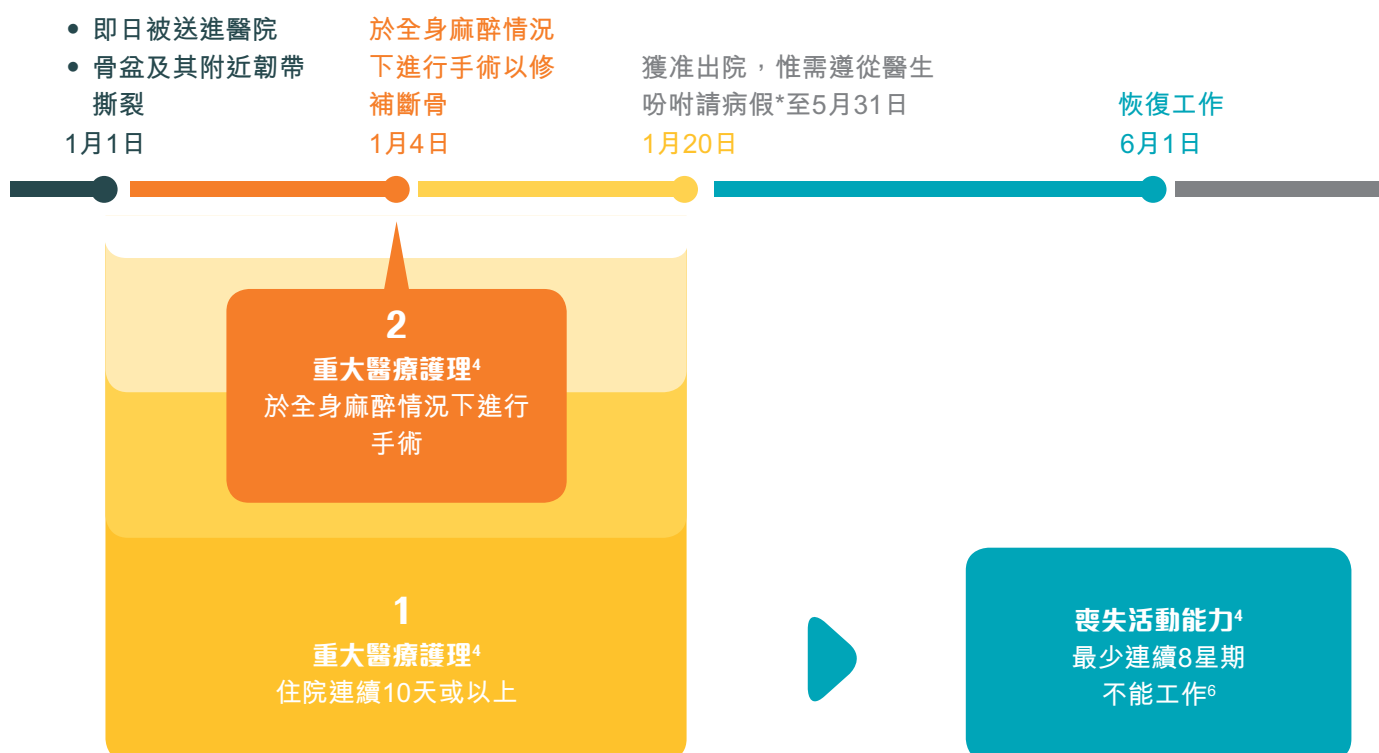 • 即日被送進醫院
• 骨盆及其附近韌帶
撕裂
1月1日
於全身麻醉情況
下進行手術以修
補斷骨
1月4日
獲准出院，惟需遵從醫生
吩咐請病假*至5月31日
1月20日
恢復工作
6月1日
2
重大醫療護理4
於全身麻醉情況下進行
手術
1
重大醫療護理4
住院連續10天或以上
喪失活動能力4
最少連續8星期
不能工作6